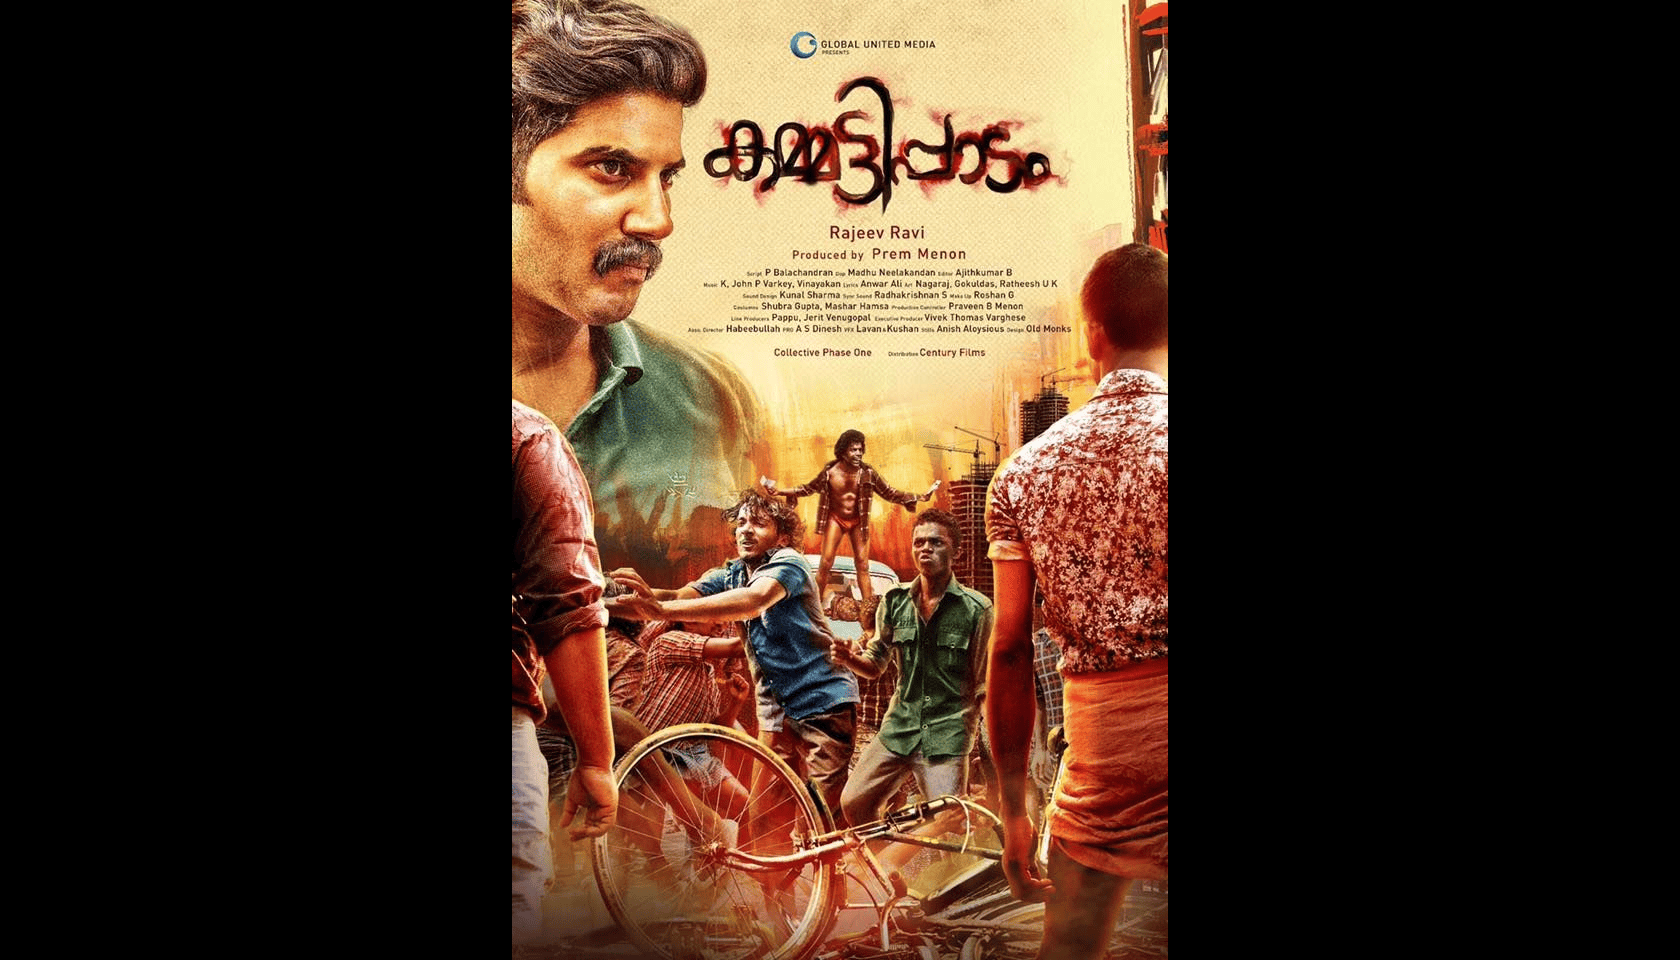 GLOBAL UNITED MEDIA
PRESENTS
കമ്മട്ടിപ്പാടം
Rajeev Ravi
Produced by Prem Menon
Script P Balachandran Dop Madhu Neelakandan Editor Ajithkumar B
Music K, John P Varkey, Vinayakan Lyrics Anwar Ali Art Nagaraj, Gokuldas, Ratheesh U K
Sound Design Kunal Sharma Sync Sound Radhakrishnan S Make Up Roshan G
Costumes Shubra Gupta, Mashar Hamsa Production Controller Praveen B Menon
Line Producers Pappu, Jerit Venugopal Executive Producer Vivek Thomas Varghese
Asso. Director Habeebullah PRO A S Dinesh VFX Lavan & Kushan Stills Anish Aloysious Design Old Monks
Collective Phase One Distribution Century Films